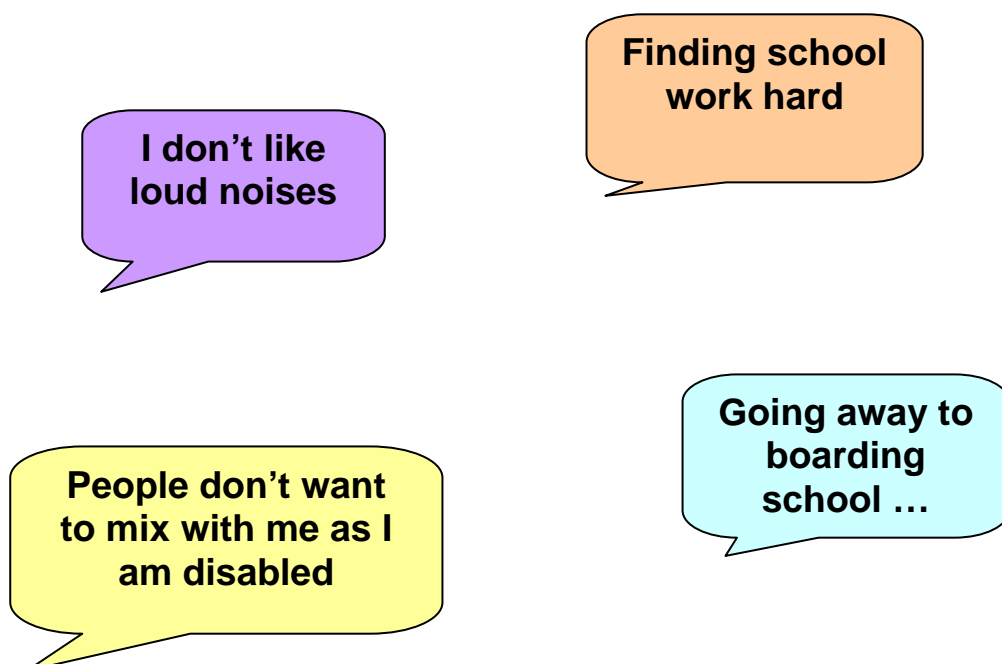 Finding school
work hard
I don’t like
loud noises
Going away to
boarding
school …
People don’t want
to mix with me as I
am disabled